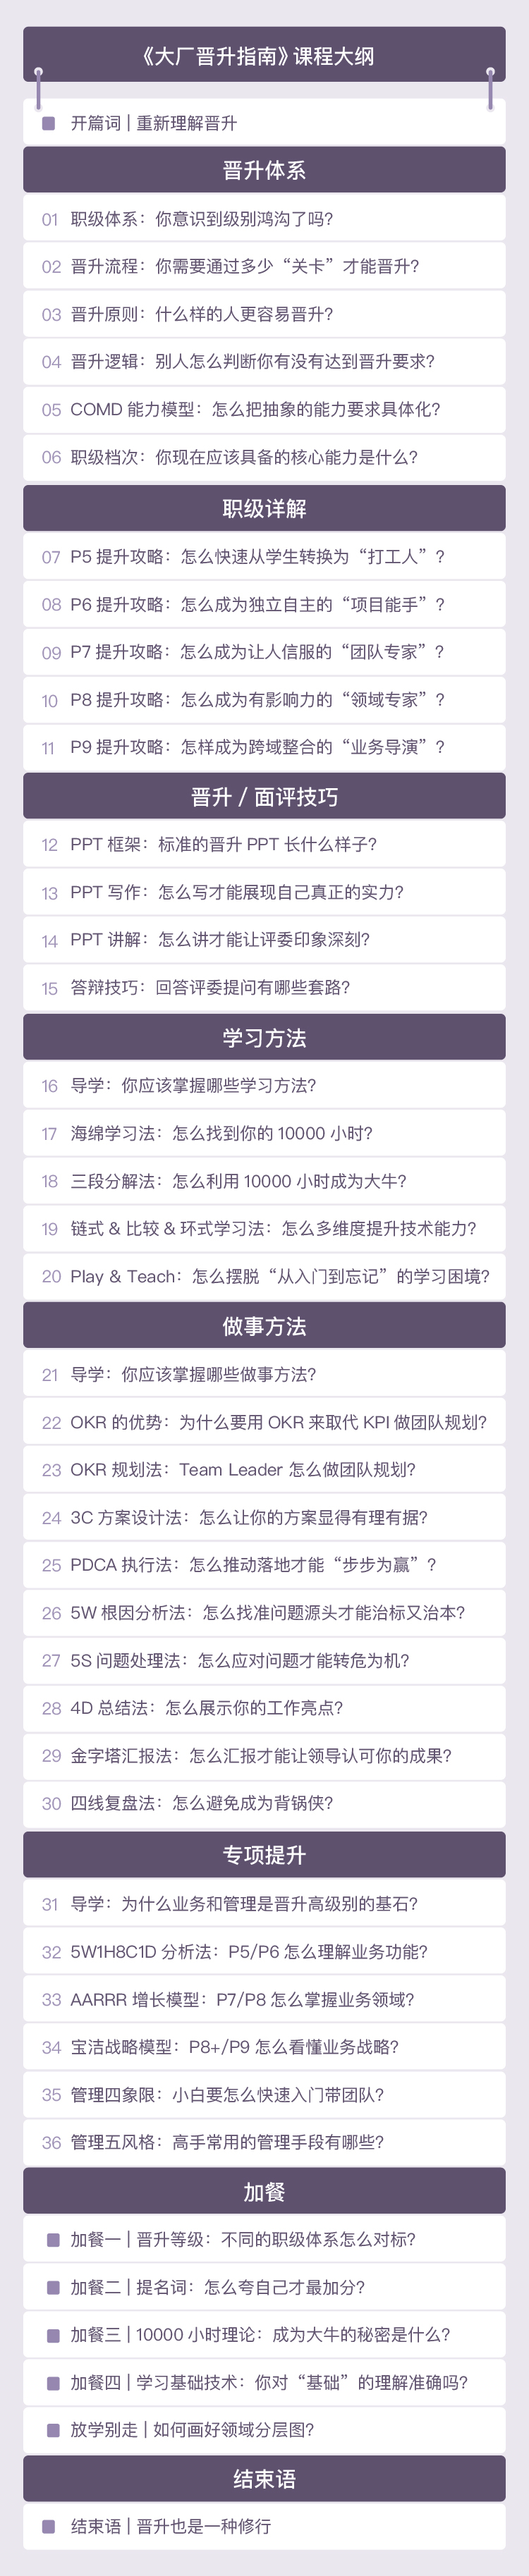 《大厂晋升指南》课程大纲
开篇词 | 重新理解晋升
晋升体系
01 职级体系：你意识到级别鸿沟了吗？
02 晋升流程：你需要通过多少“关卡”才能晋升？
03 晋升原则：什么样的人更容易晋升？
04 晋升逻辑：别人怎么判断你有没有达到晋升要求？
05 COMD 能力模型：怎么把抽象的能力要求具体化？
06 职级档次：你现在应该具备的核心能力是什么？
职级详解
07 P5 提升攻略：怎么快速从学生转换为“打工人”？
08 P6 提升攻略：怎么成为独立自主的“项目能手”？
09 P7 提升攻略：怎么成为让人信服的“团队专家”？
10 P8 提升攻略：怎么成为有影响力的“领域专家”？
11 P9 提升攻略：怎样成为跨域整合的“业务导演”？
晋升 / 面评技巧
12 PPT 框架：标准的晋升 PPT 长什么样子？
13 PPT 写作：怎么写才能展现自己真正的实力？
14 PPT 讲解：怎么讲才能让评委印象深刻？
15 答辩技巧：回答评委提问有哪些套路？
学习方法
16 导学：你应该掌握哪些学习方法？
17 海绵学习法：怎么找到你的 10000 小时？
18 三段分解法：怎么利用 10000 小时成为大牛？
19 链式 & 比较 & 环式学习法：怎么多维度提升技术能力？
20 Play & Teach：怎么摆脱“从入门到忘记”的学习困境？
做事方法
21 导学：你应该掌握哪些做事方法？
22 OKR 的优势：为什么要用 OKR 来取代 KPI 做团队规划？
23 OKR 规划法：Team Leader 怎么做团队规划？
24 3C 方案设计法：怎么让你的方案显得有理有据？
25 PDCA 执行法：怎么推动落地才能“步步为赢”？
26 5W 根因分析法：怎么找准问题源头才能治标又治本？
27 5S 问题处理法：怎么应对问题才能转危为机？
28 4D 总结法：怎么展示你的工作亮点？
29 金字塔汇报法：怎么汇报才能让领导认可你的成果？
30 四线复盘法：怎么避免成为背锅侠？
专项提升
31 导学：为什么业务和管理是晋升高级别的基石？
32 5W1H8C1D 分析法：P5/P6 怎么理解业务功能？
33 AARRR 增长模型：P7/P8 怎么掌握业务领域？
34 宝洁战略模型：P8+/P9 怎么看懂业务战略？
35 管理四象限：小白要怎么快速入门带团队？
36 管理五风格：高手常用的管理手段有哪些？
加餐
加餐一 | 晋升等级：不同的职级体系怎么对标？
加餐二 | 提名词：怎么夸自己才最加分？
加餐三 | 10000 小时理论：成为大牛的秘密是什么？
加餐四 | 学习基础技术：你对“基础”的理解准确吗？
放学别走 | 如何画好领域分层图？
结束语
结束语 | 晋升也是一种修行